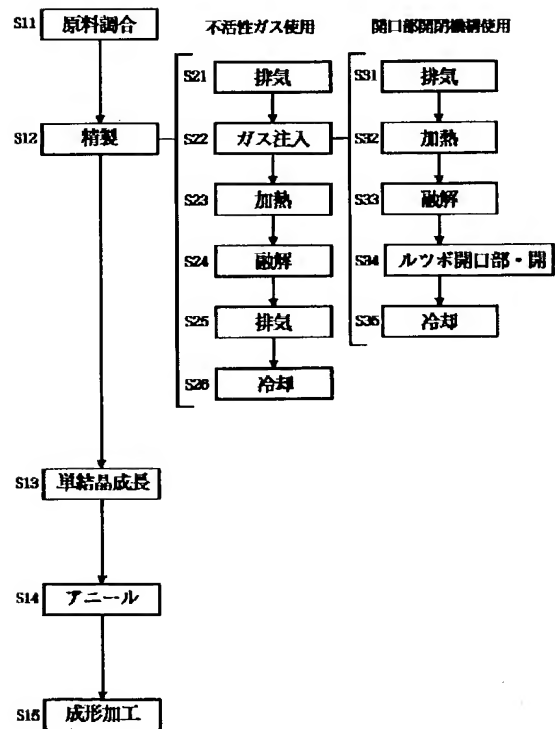 S11 原料調合
S12 精製
S13 単結晶成長
S14 アニール
S15 成形加工
不活性ガス使用
S21 排気
S22 ガス注入
S23 加熱
S24 融解
S25 排気
S26 冷却
開口部開閉機構使用
S31 排気
S32 加熱
S33 融解
S34 ルツボ開口部・開
S35 冷却